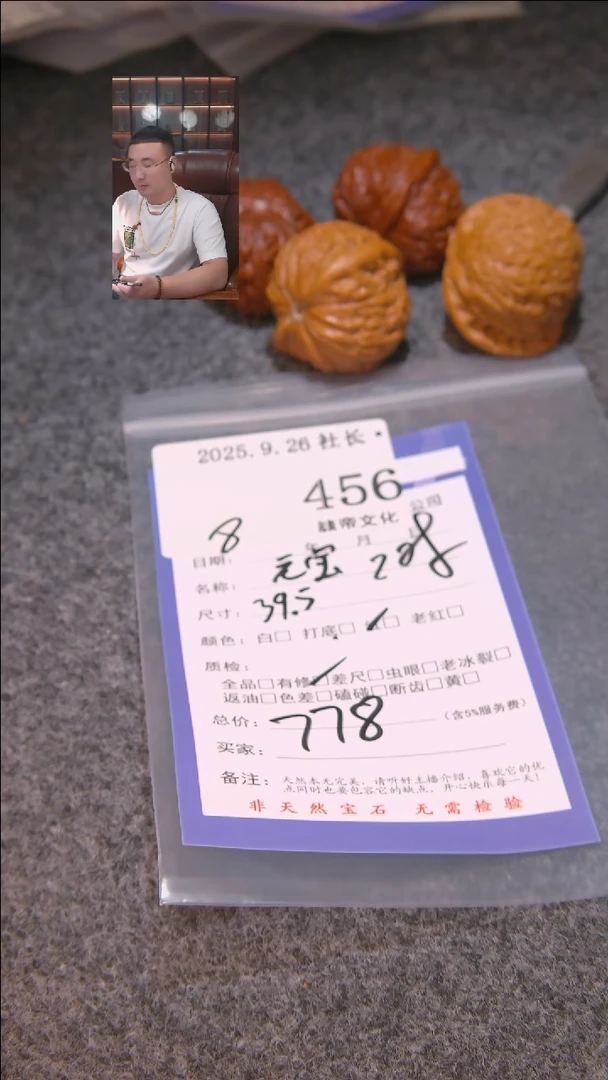 2025.9.26 社长
456
公司
諓帝文化
8
日期： 年 月 日
名称： 元宝 2对
尺寸： 39.5
颜色：白□ 打底□ 红□ 老红□
质检：
全品□有修□差尺□虫眼□老冰裂□
返油□色差□磕碰□断齿□黄□
总价： 778 （含5%服务费）
买家：
备注： 天然本无完美，请听好主播介绍，喜欢它的优
点同时也要包容它的缺点，开心快乐每一天！
非天然宝石 无需检验